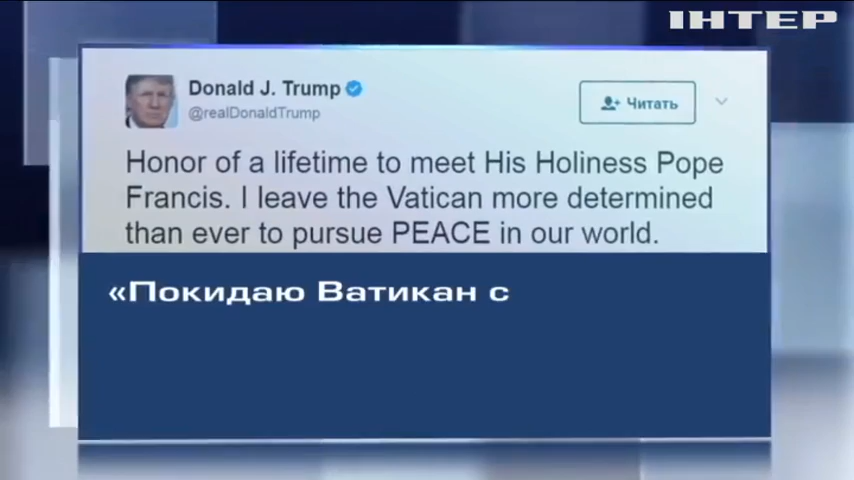 ІНТЕР
Donald J. Trump
@realDonaldTrump
Читать
Honor of a lifetime to meet His Holiness Pope
Francis. I leave the Vatican more determined
than ever to pursue PEACE in our world.
«Покидаю Ватикан с